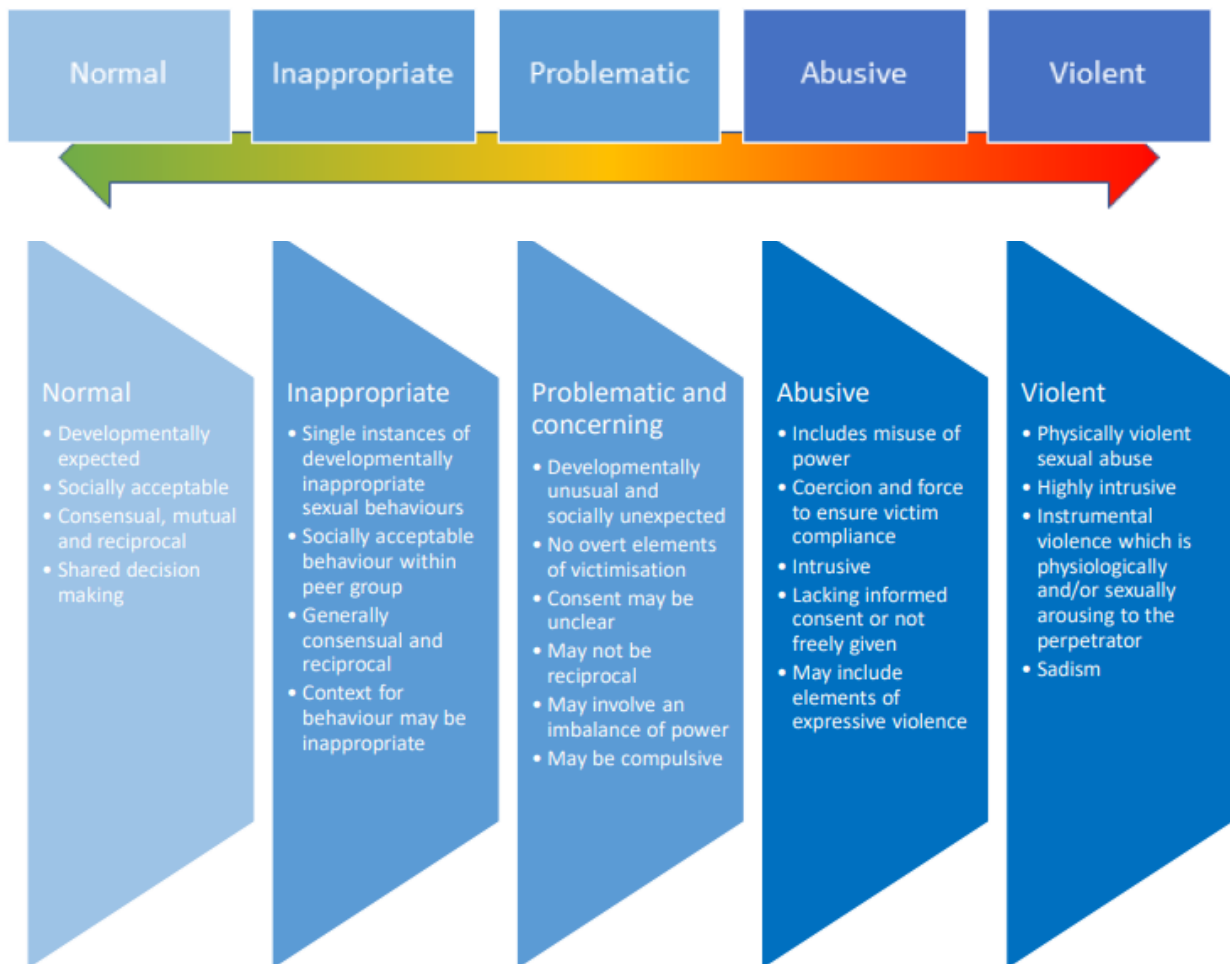 Normal
Inappropriate
Problematic
Abusive
Violent
Normal
• Developmentally
expected
• Socially acceptable
• Consensual, mutual
and reciprocal
• Shared decision
making
Inappropriate
• Single instances of
developmentally
inappropriate
sexual behaviours
• Socially acceptable
behaviour within
peer group
• Generally
consensual and
reciprocal
• Context for
behaviour may be
inappropriate
Problematic and
concerning
• Developmentally
unusual and
socially unexpected
• No overt elements
of victimisation
• Consent may be
unclear
• May not be
reciprocal
• May involve an
imbalance of power
• May be compulsive
Abusive
• Includes misuse of
power
• Coercion and force
to ensure victim
compliance
• Intrusive
• Lacking informed
consent or not
freely given
• May include
elements of
expressive violence
Violent
• Physically violent
sexual abuse
• Highly intrusive
• Instrumental
violence which is
physiologically
and/or sexually
arousing to the
perpetrator
• Sadism